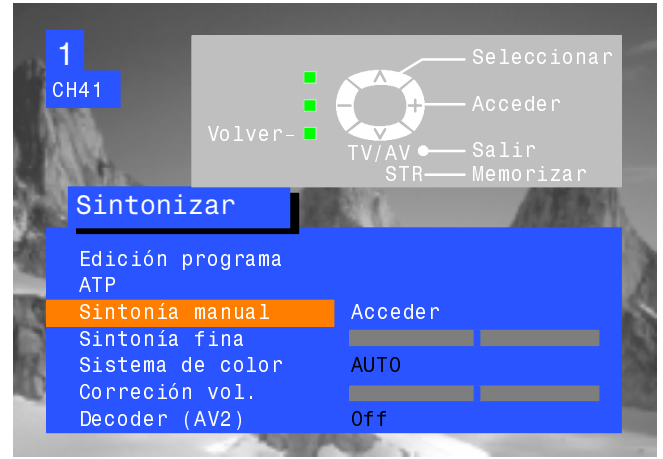 1
CH41
Seleccionar
Acceder
Volver-
TV/AV Salir
STR Memorizar
Sintonizar
Edición programa
ATP
Sintonía manual Acceder
Sintonía fina
Sistema de color AUTO
Correción vol.
Decoder (AV2) Off